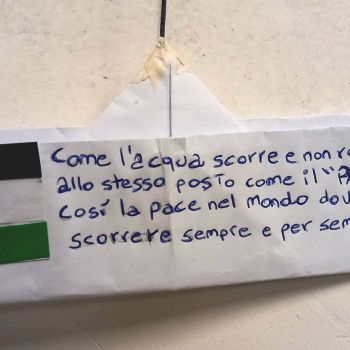 Come l'acqua scorre e non
allo stesso posto come il "
così la pace nel mondo
scorrere sempre e per